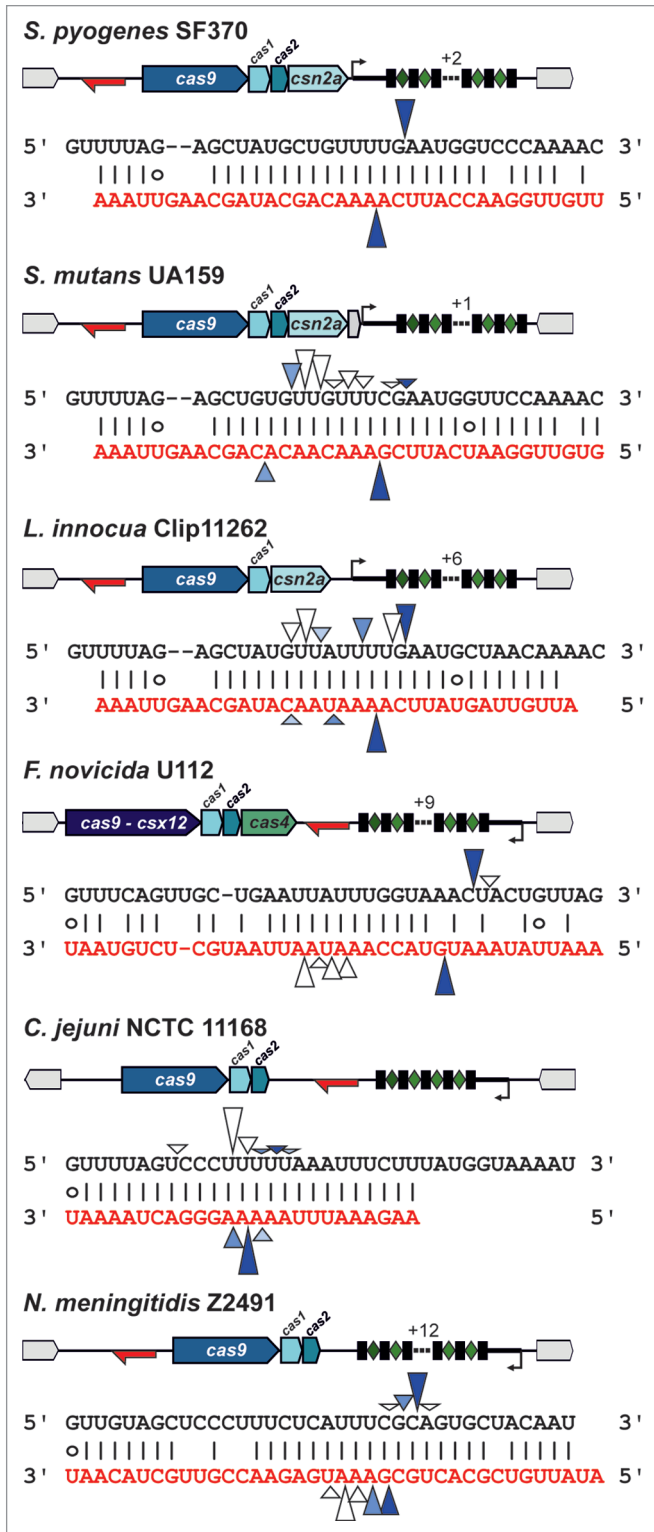 S. pyogenes SF370
cas1
cas2
+2
cas9
csn2a
5' GUUUUAG--AGCUAUGCUGUUUUGAAUGGUCCCAAAAC 3'
3' AAAUUGAACGAUACGACAAAACUUACCAAGGUUGUU 5'
S. mutans UA159
cas1
cas2
+1
cas9
csn2a
5' GUUUUAG--AGCUGUGUUGUUUCGAAUGGUUCCAAAAC 3'
3' AAAUUGAACGACACAACAAAGCUUACUAAGGUUGUG 5'
L. innocua Clip11262
cas1
+6
cas9
csn2a
5' GUUUUAG--AGCUAUGUUAUUUUGAAUGCUAACAAAAC 3'
3' AAAUUGAACGAUACAAUAAAACUUAUGAUUGUUA 5'
F. novicida U112
cas1
cas2
+9
cas9 - csx12
cas4
5' GUUUCAGUUGC-UGAAUUAUUUGGUAAACUACUGUUAG 3'
3' UAAUGUCU-CGUAAUUAAUAAACCAUGUAAAUAUUAAA 5'
C. jejuni NCTC 11168
cas1
cas2
cas9
5' GUUUUAGUCCCUUUUUAAAUUUCUUUAUGGUAAAAU 3'
3' UAAAAUCAGGGAAAAAUUUAAAGAA 5'
N. meningitidis Z2491
cas1
cas2
+12
cas9
5' GUUGUAGCUCCCUUUCUCAUUUCGCAGUGCUACAAU 3'
3' UAACAUCGUUGCCAAGAGUAAAGCGUCACGCUGUUAUA 5'